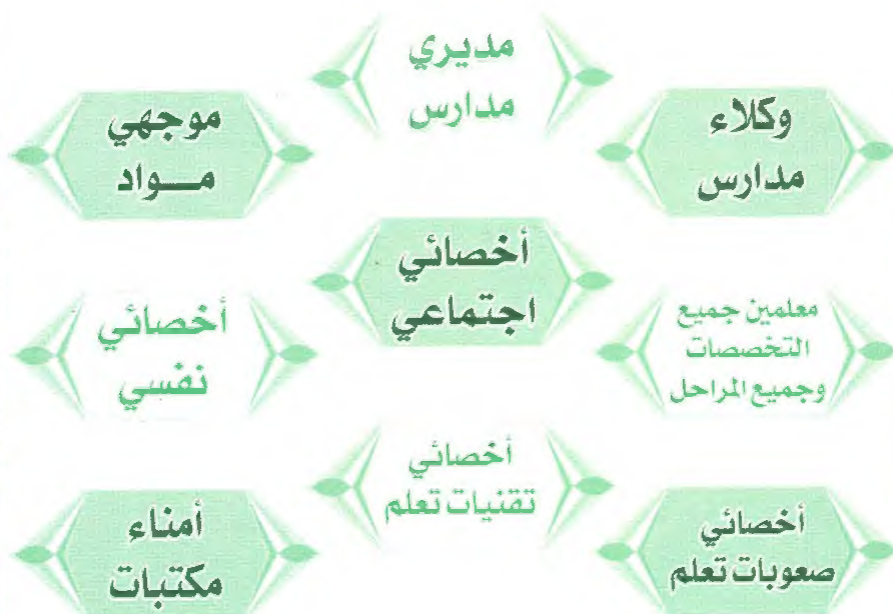 مديري
مدارس
وكلاء
مدارس
موجهي
مـــواد
أخصائي
اجتماعي
معلمين جميع
التخصصات
وجميع المراحل
أخصائي
نفسي
أخصائي
تقنيات تعلم
أخصائي
صعوبات تعلم
أمناء
مكتبات